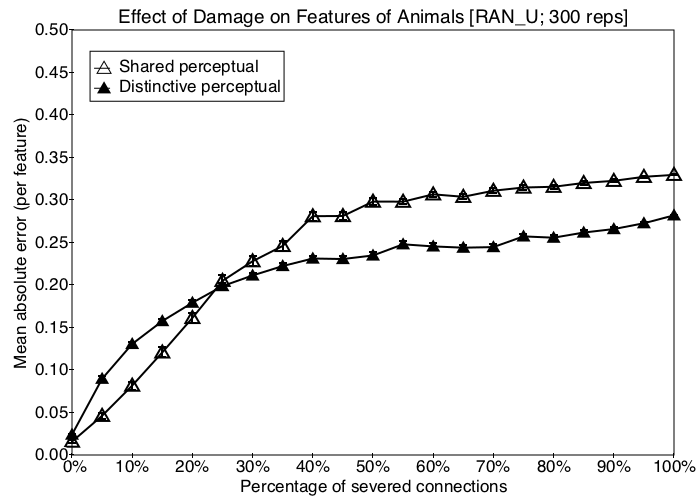 Effect of Damage on Features of Animals [RAN_U; 300 reps]
0.50
0.45
0.40
0.35
0.30
0.25
0.20
0.15
0.10
0.05
0.00
Mean absolute error (per feature)
Shared perceptual
Distinctive perceptual
0% 10% 20% 30% 40% 50% 60% 70% 80% 90% 100%
Percentage of severed connections